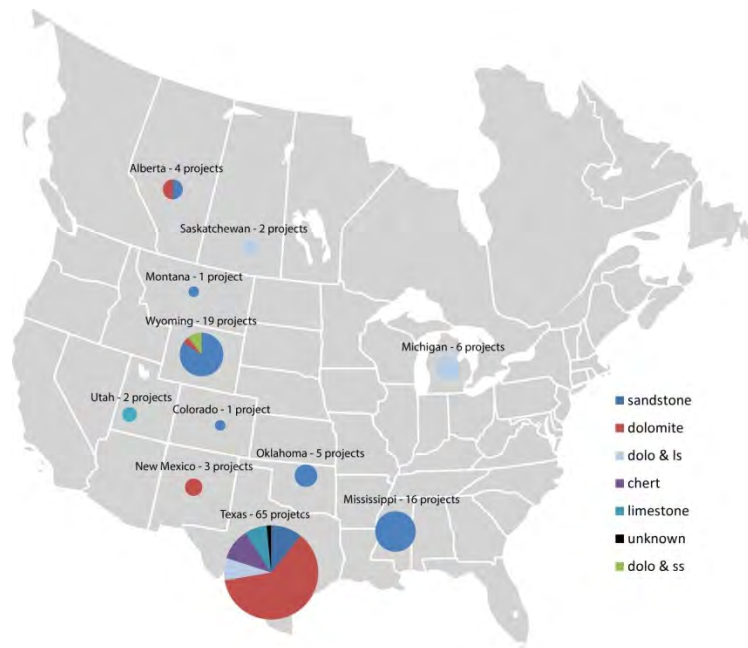 Alberta - 4 projects
Saskatchewan - 2 projects
Montana - 1 project
Wyoming - 19 projects
Michigan - 6 projects
Utah - 2 projects
Colorado - 1 project
Oklahoma - 5 projects
New Mexico - 3 projects
Mississippi - 16 projects
Texas - 65 projetcs
sandstone
dolomite
dolo & ls
chert
limestone
unknown
dolo & ss